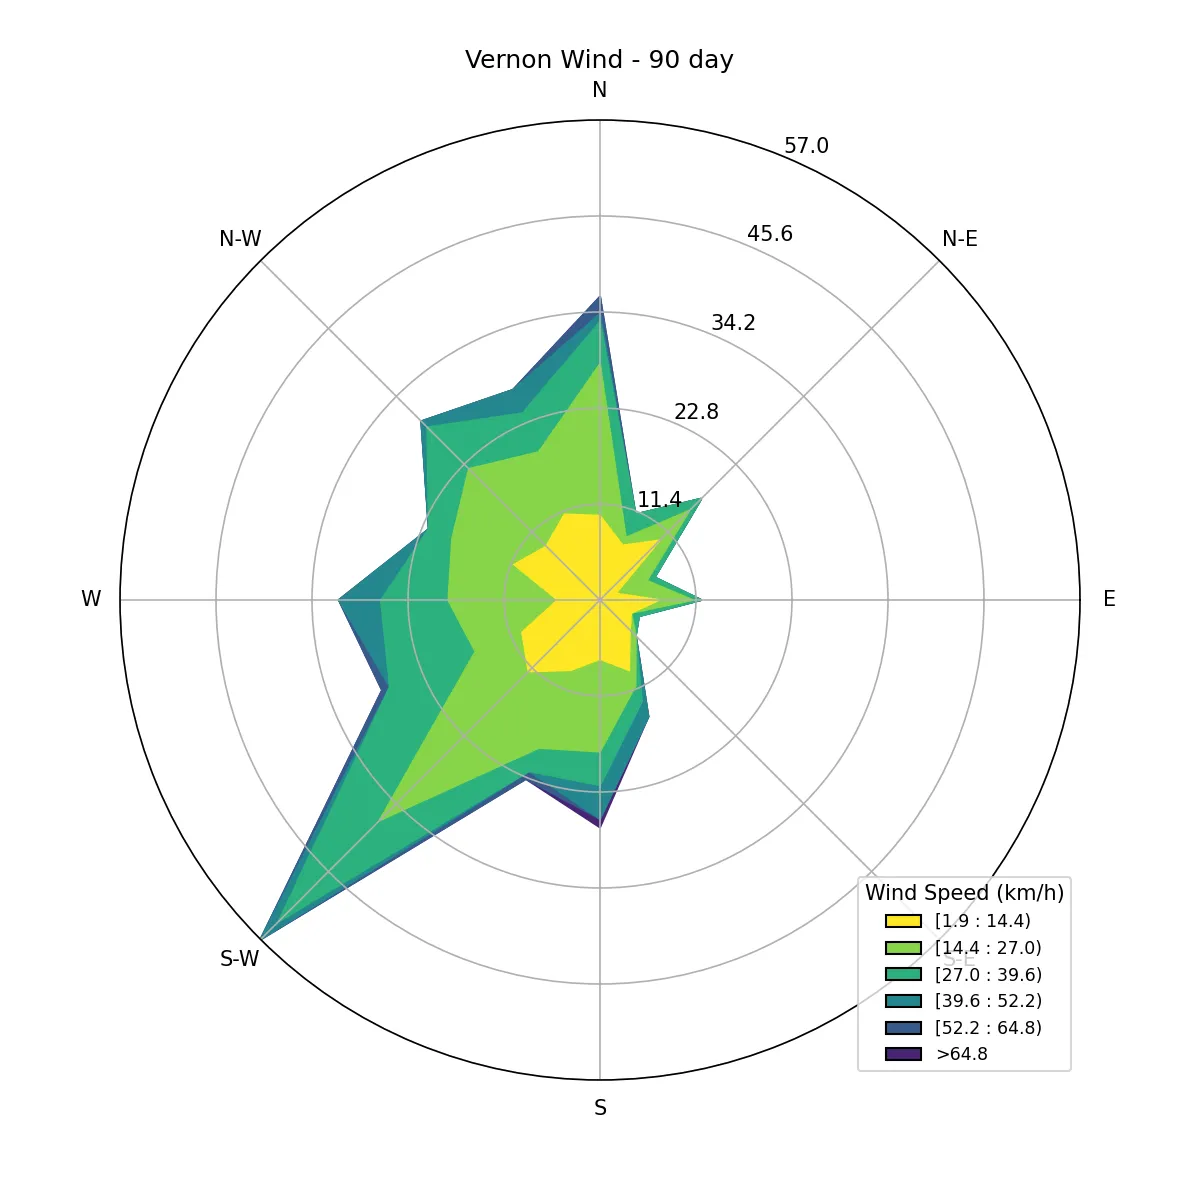 Vernon Wind - 90 day
N
57.0
N-W
45.6
N-E
34.2
22.8
11.4
W
E
S-W
S-E
S
Wind Speed (km/h)
[1.9 : 14.4)
[14.4 : 27.0)
[27.0 : 39.6)
[39.6 : 52.2)
[52.2 : 64.8)
>64.8